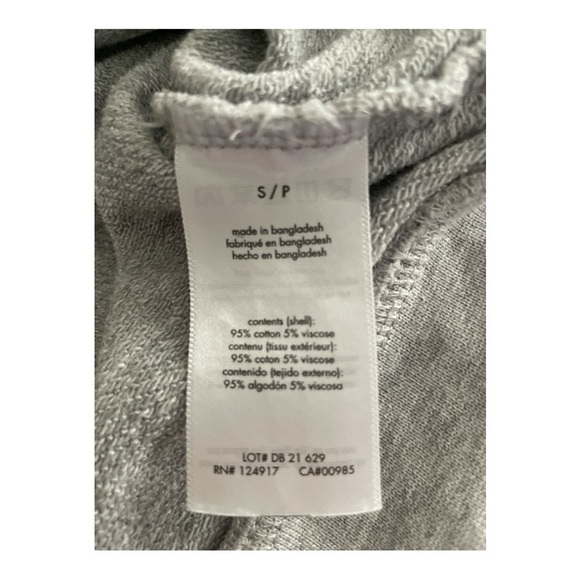 S / P
made in bangladesh
fabriqué en bangladesh
hecho en bangladesh
contents (shell):
95% cotton 5% viscose
contenu (tissu extérieur):
95% coton 5% viscose
contenido (tejido externo):
95% algodón 5% viscosa
LOT# DB 21 629
RN# 124917 CA#00985